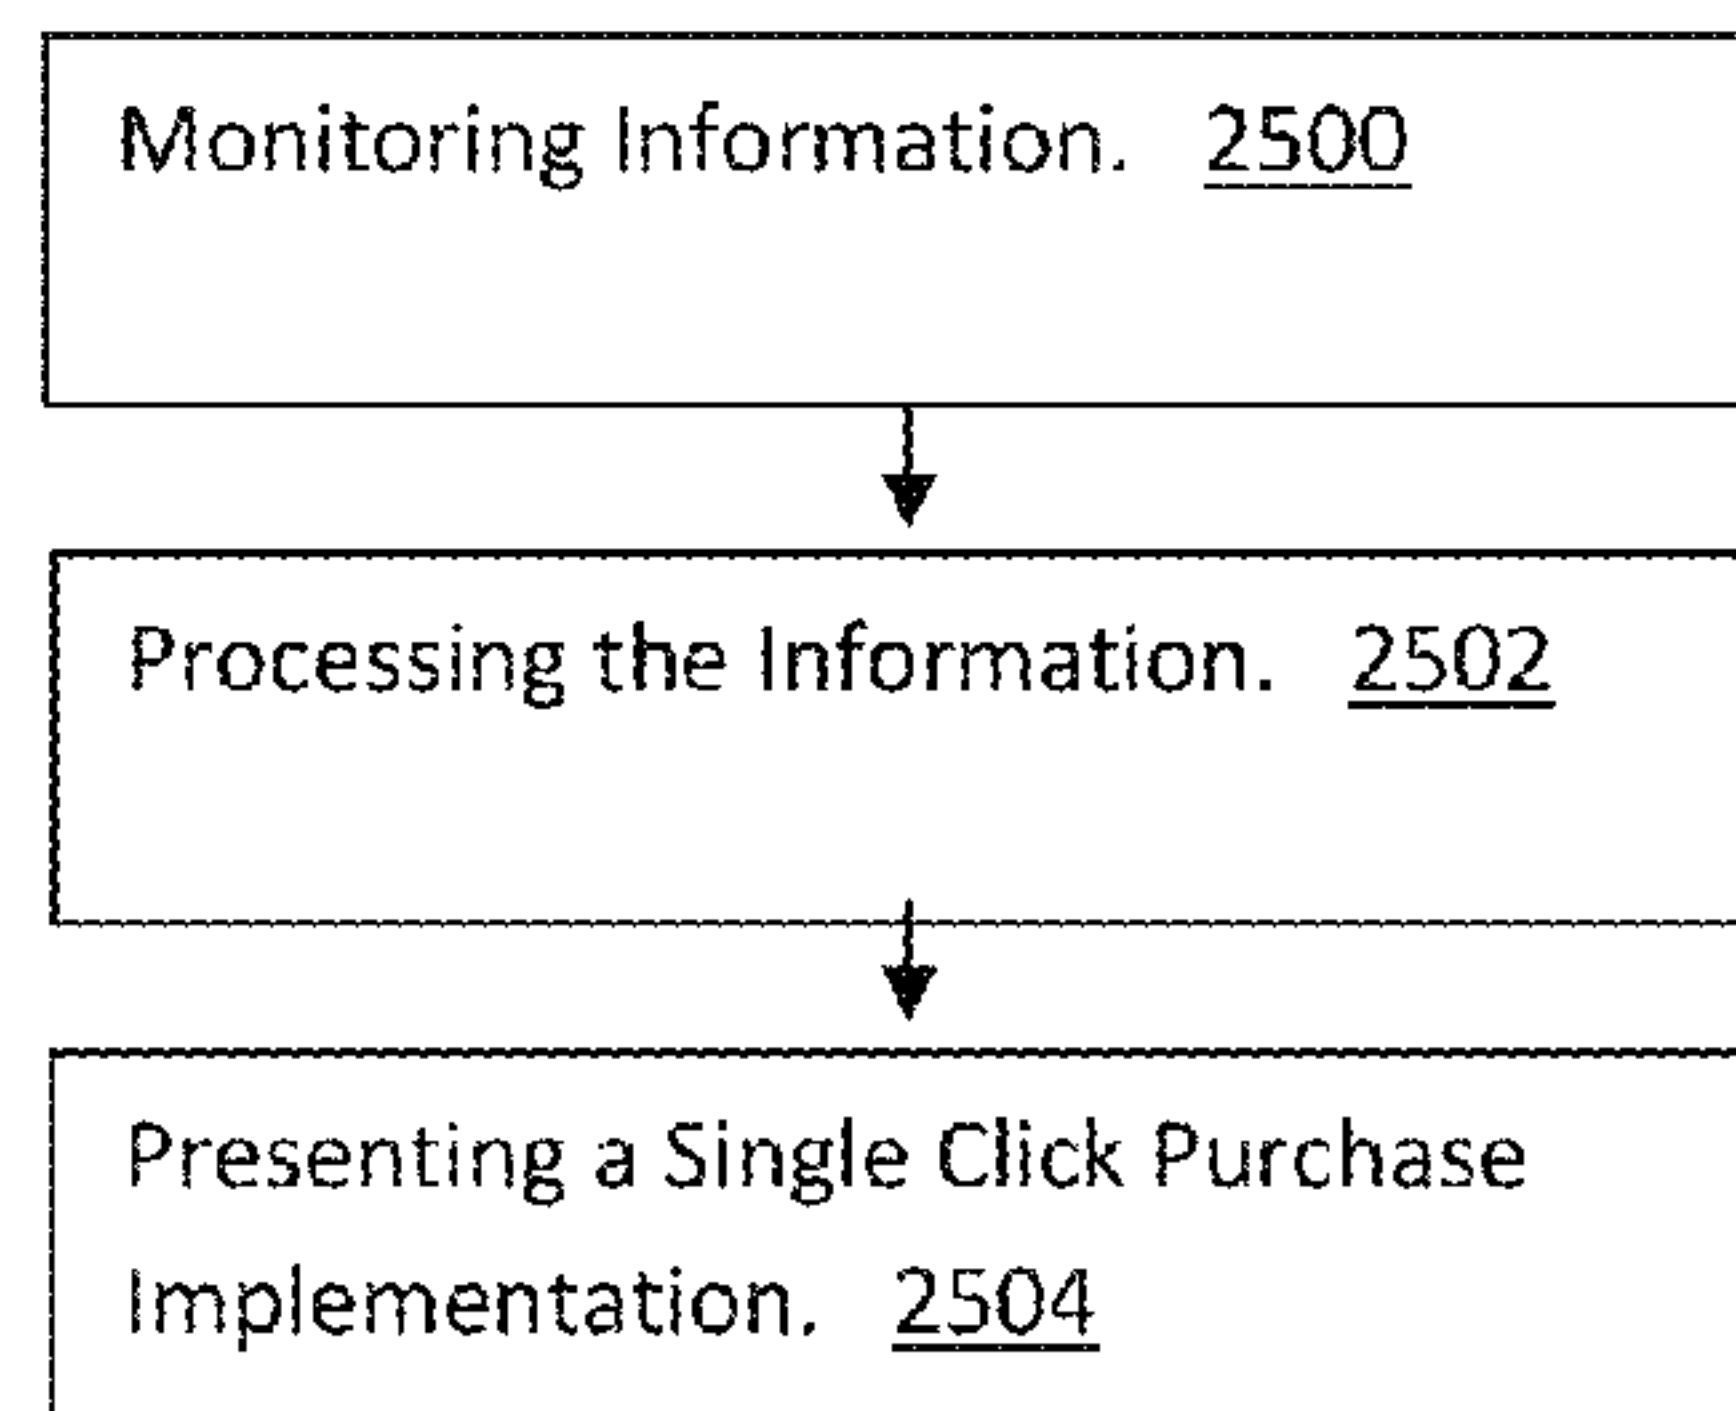 Monitoring Information. 2500
Processing the Information. 2502
Presenting a Single Click Purchase
Implementation. 2504